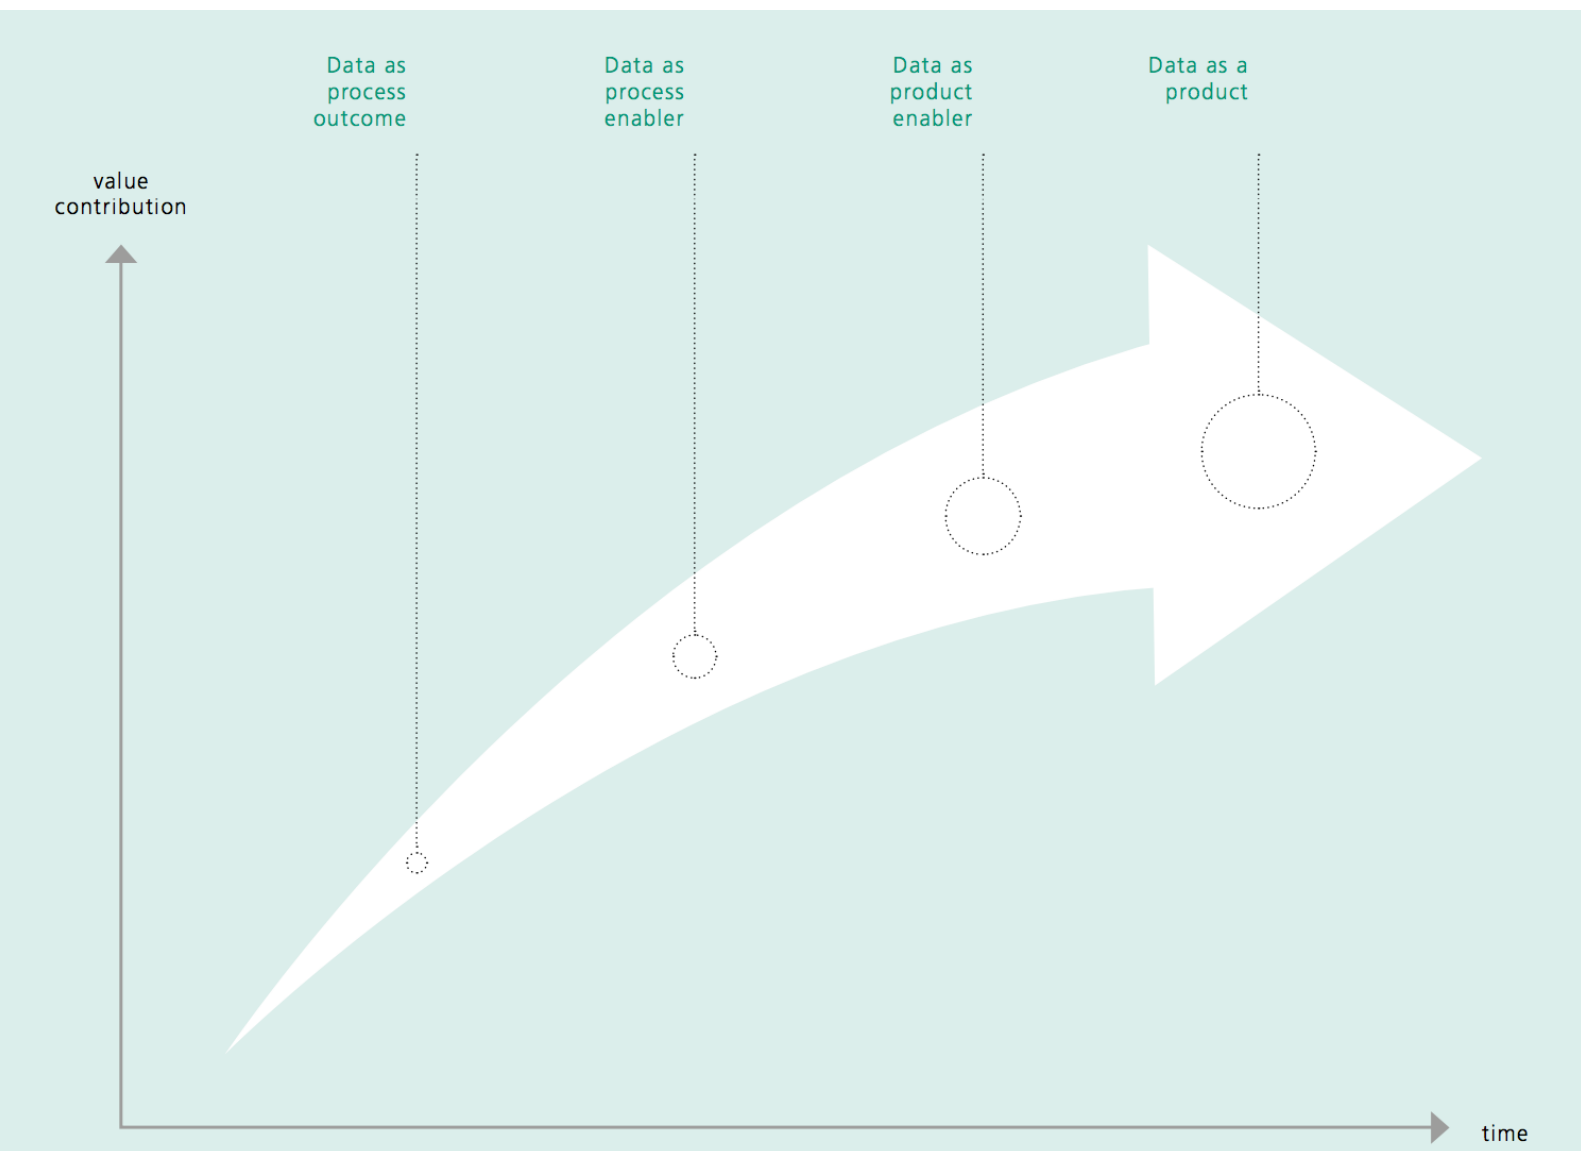 Data as
process
outcome
Data as
process
enabler
Data as
product
enabler
Data as a
product
value
contribution
time